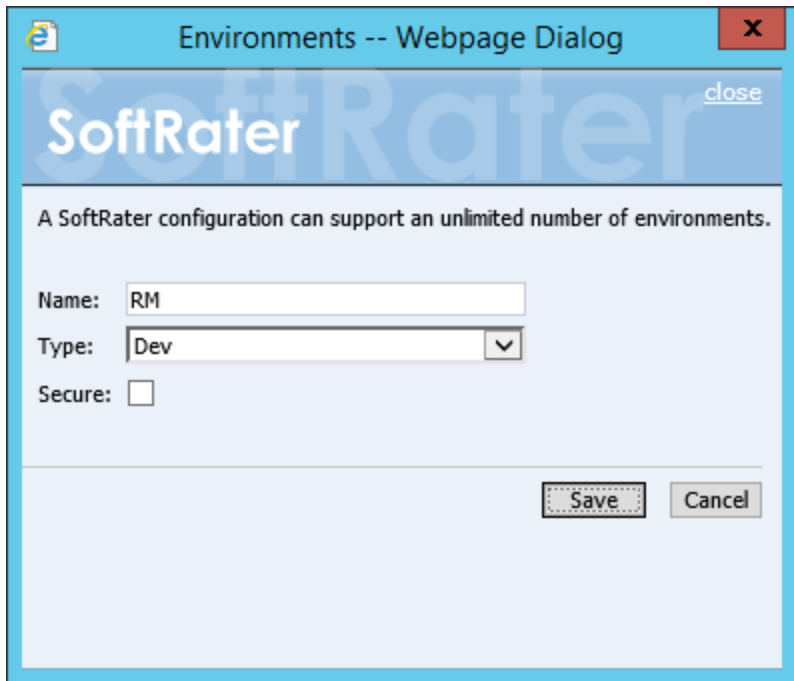 Environments -- Webpage Dialog
x
SoftRater
close
SoftRater
A SoftRater configuration can support an unlimited number of environments.
Name: RM
Type: Dev
Secure:
Save Cancel